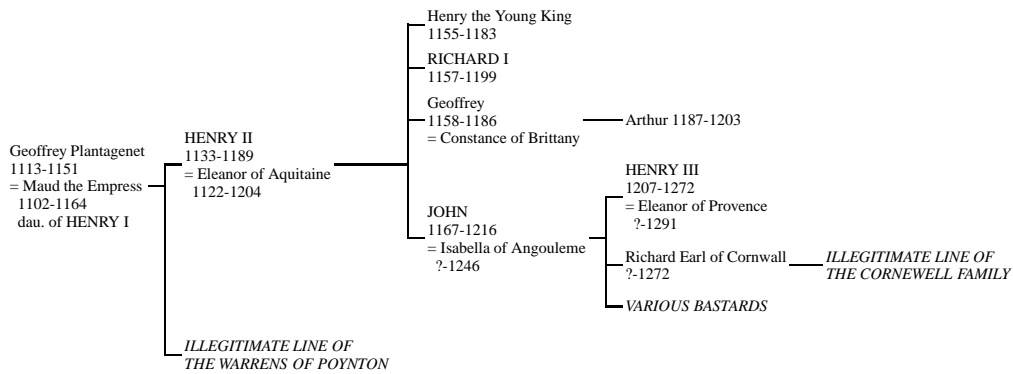 Henry the Young King
1155-1183
RICHARD I
1157-1199
Geoffrey
1158-1186
= Constance of Brittany
Arthur 1187-1203
HENRY II
1133-1189
= Eleanor of Aquitaine
1122-1204
Geoffrey Plantagenet
1113-1151
= Maud the Empress
1102-1164
dau. of HENRY I
HENRY III
1207-1272
= Eleanor of Provence
?-1291
JOHN
1167-1216
= Isabella of Angouleme
?-1246
Richard Earl of Cornwall
?-1272
ILLEGITIMATE LINE OF
THE CORNEWELL FAMILY
VARIOUS BASTARDS
ILLEGITIMATE LINE OF
THE WARRENS OF POYNTON